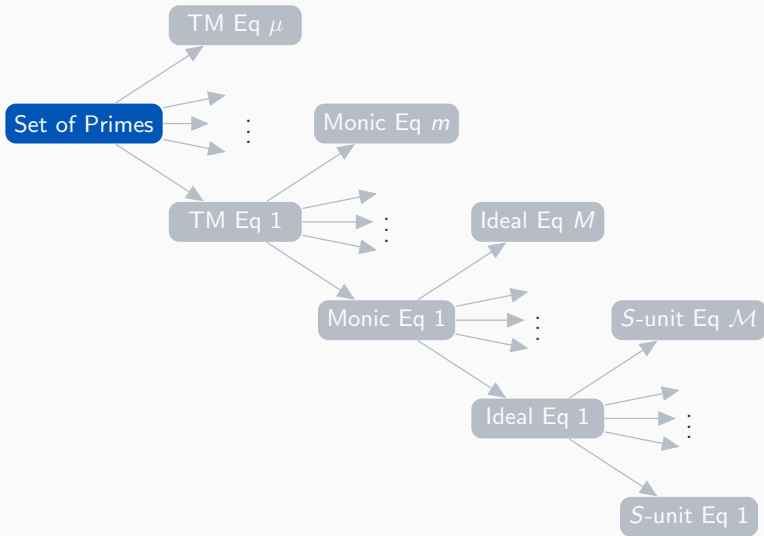 TM Eq μ
Set of Primes
⋮
Monic Eq m
TM Eq 1
⋮
Ideal Eq M
Monic Eq 1
⋮
S-unit Eq ℳ
Ideal Eq 1
⋮
S-unit Eq 1